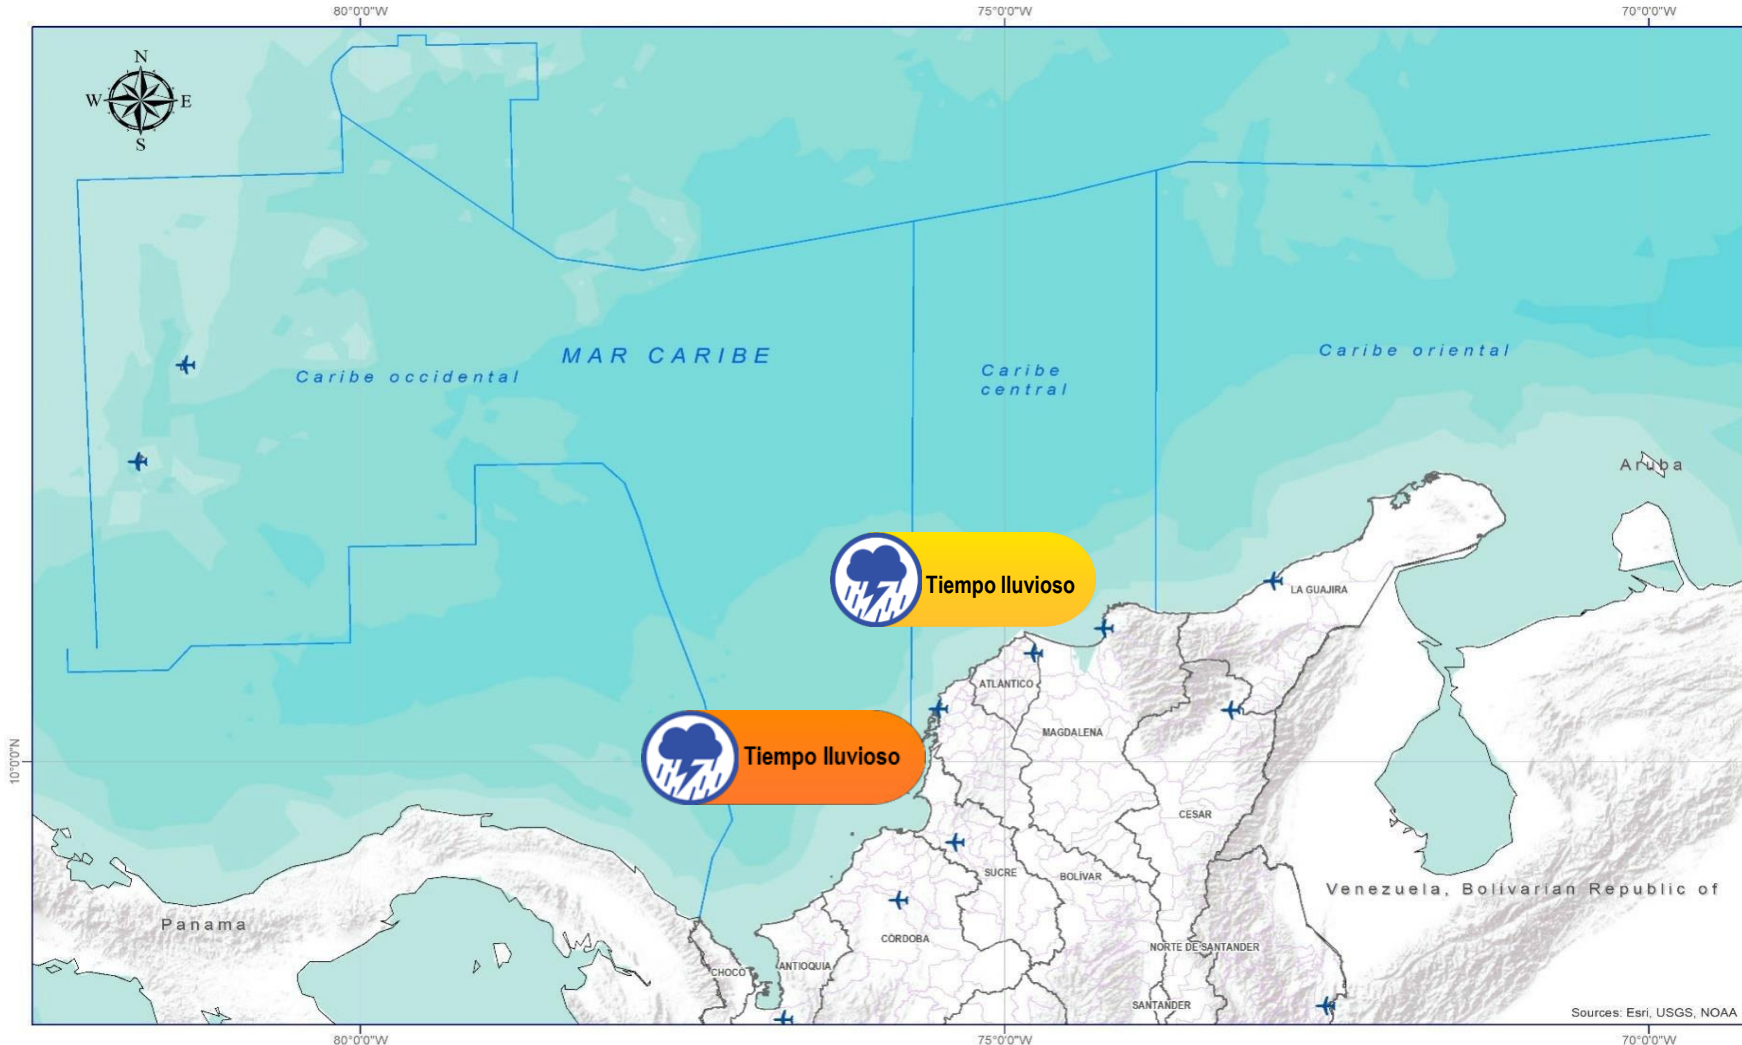 80°0'0"W
75°0'0"W
70°0'0"W
N
W
E
S
MAR CARIBE
Caribe occidental
Caribe
central
Caribe oriental
Aruba
Tiempo lluvioso
LA GUAJIRA
ATLÁNTICO
MAGDALENA
Tiempo lluvioso
10°0'0"N
CESAR
SUCRE
BOLÍVAR
Venezuela, Bolivarian Republic of
Panama
CÓRDOBA
NORTE DE SANTANDER
CHOCÓ
ANTIOQUIA
SANTANDER
Sources: Esri, USGS, NOAA
80°0'0"W
75°0'0"W
70°0'0"W